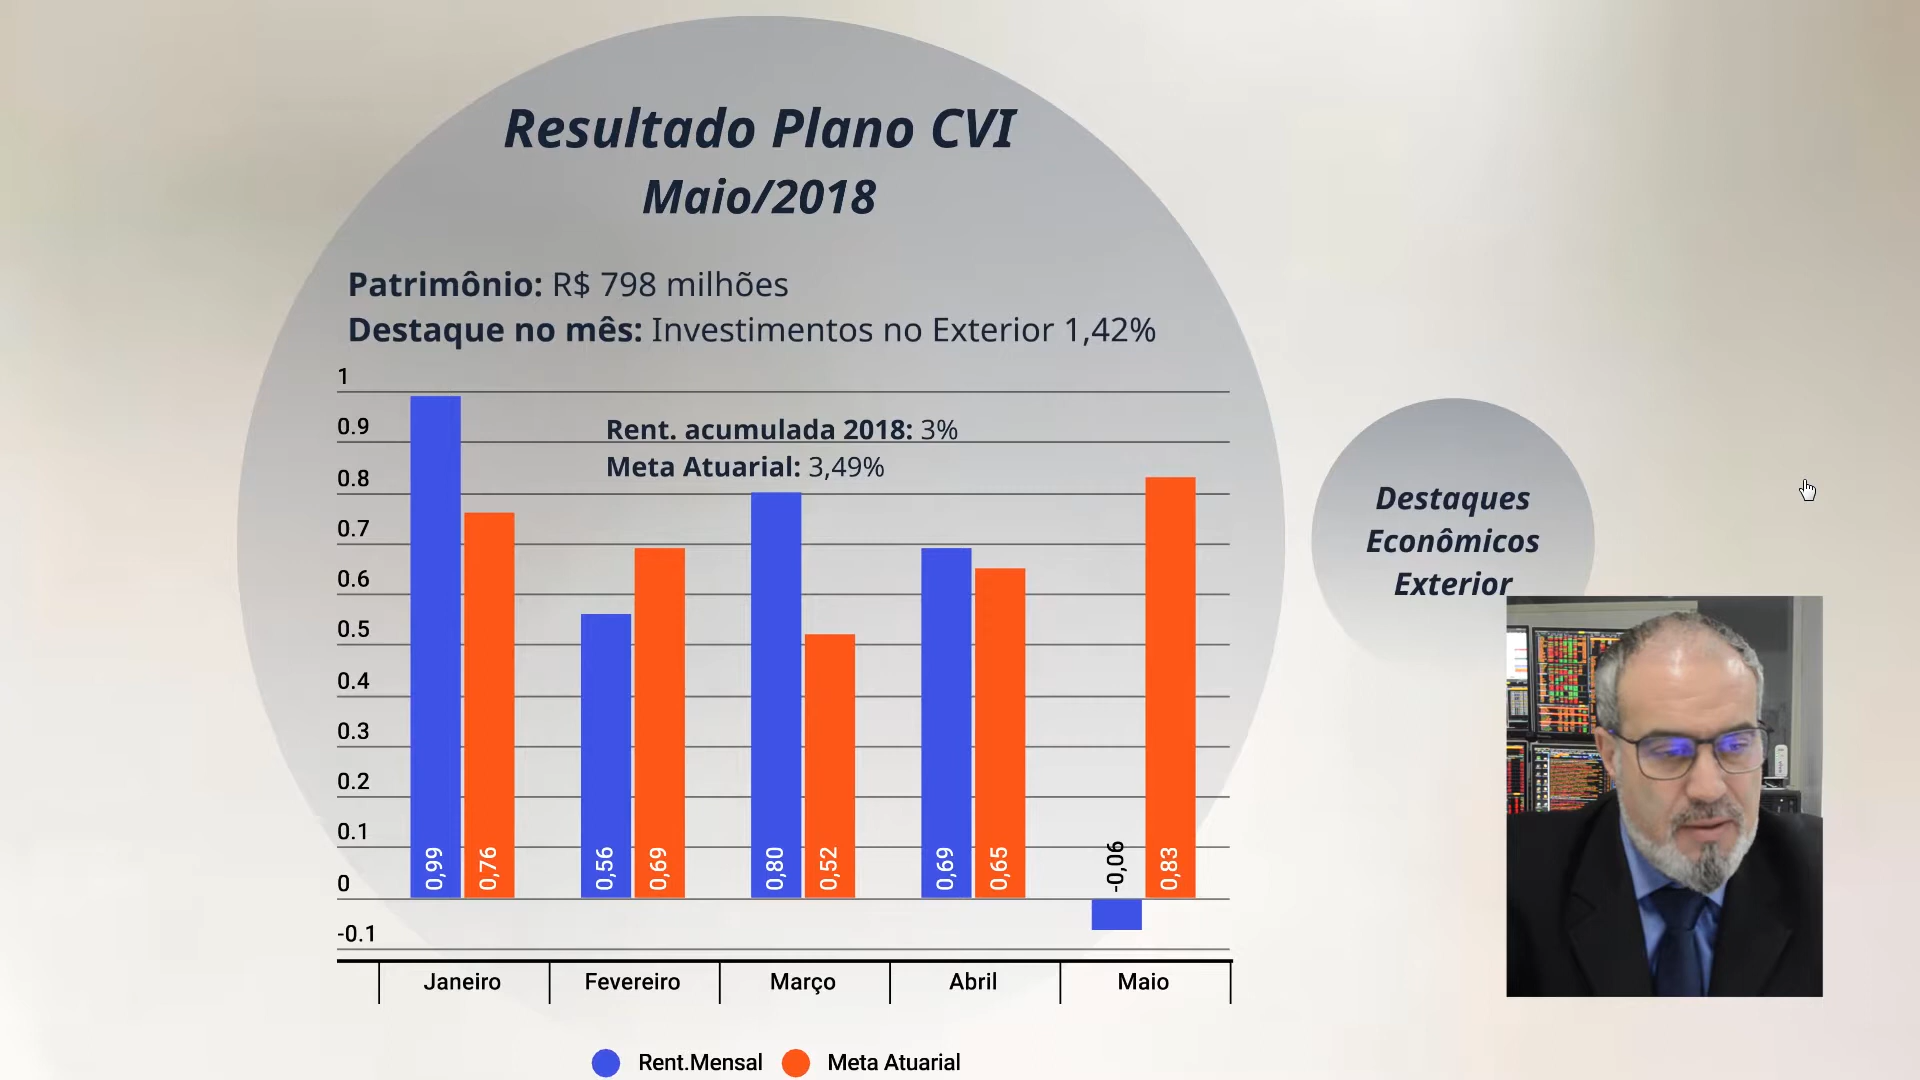 Resultado Plano CVI
Maio/2018
Patrimônio: R$ 798 milhões
Destaque no mês: Investimentos no Exterior 1,42%
Rent. acumulada 2018: 3%
Meta Atuarial: 3,49%
1
0.9
0.8
0.7
0.6
0.5
0.4
0.3
0.2
0.1
0
-0.1
0,99
0,76
0,56
0,69
0,80
0,52
0,69
0,65
-0,06
0,83
Janeiro
Fevereiro
Março
Abril
Maio
Rent.Mensal
Meta Atuarial
Destaques
Econômicos
Exterior